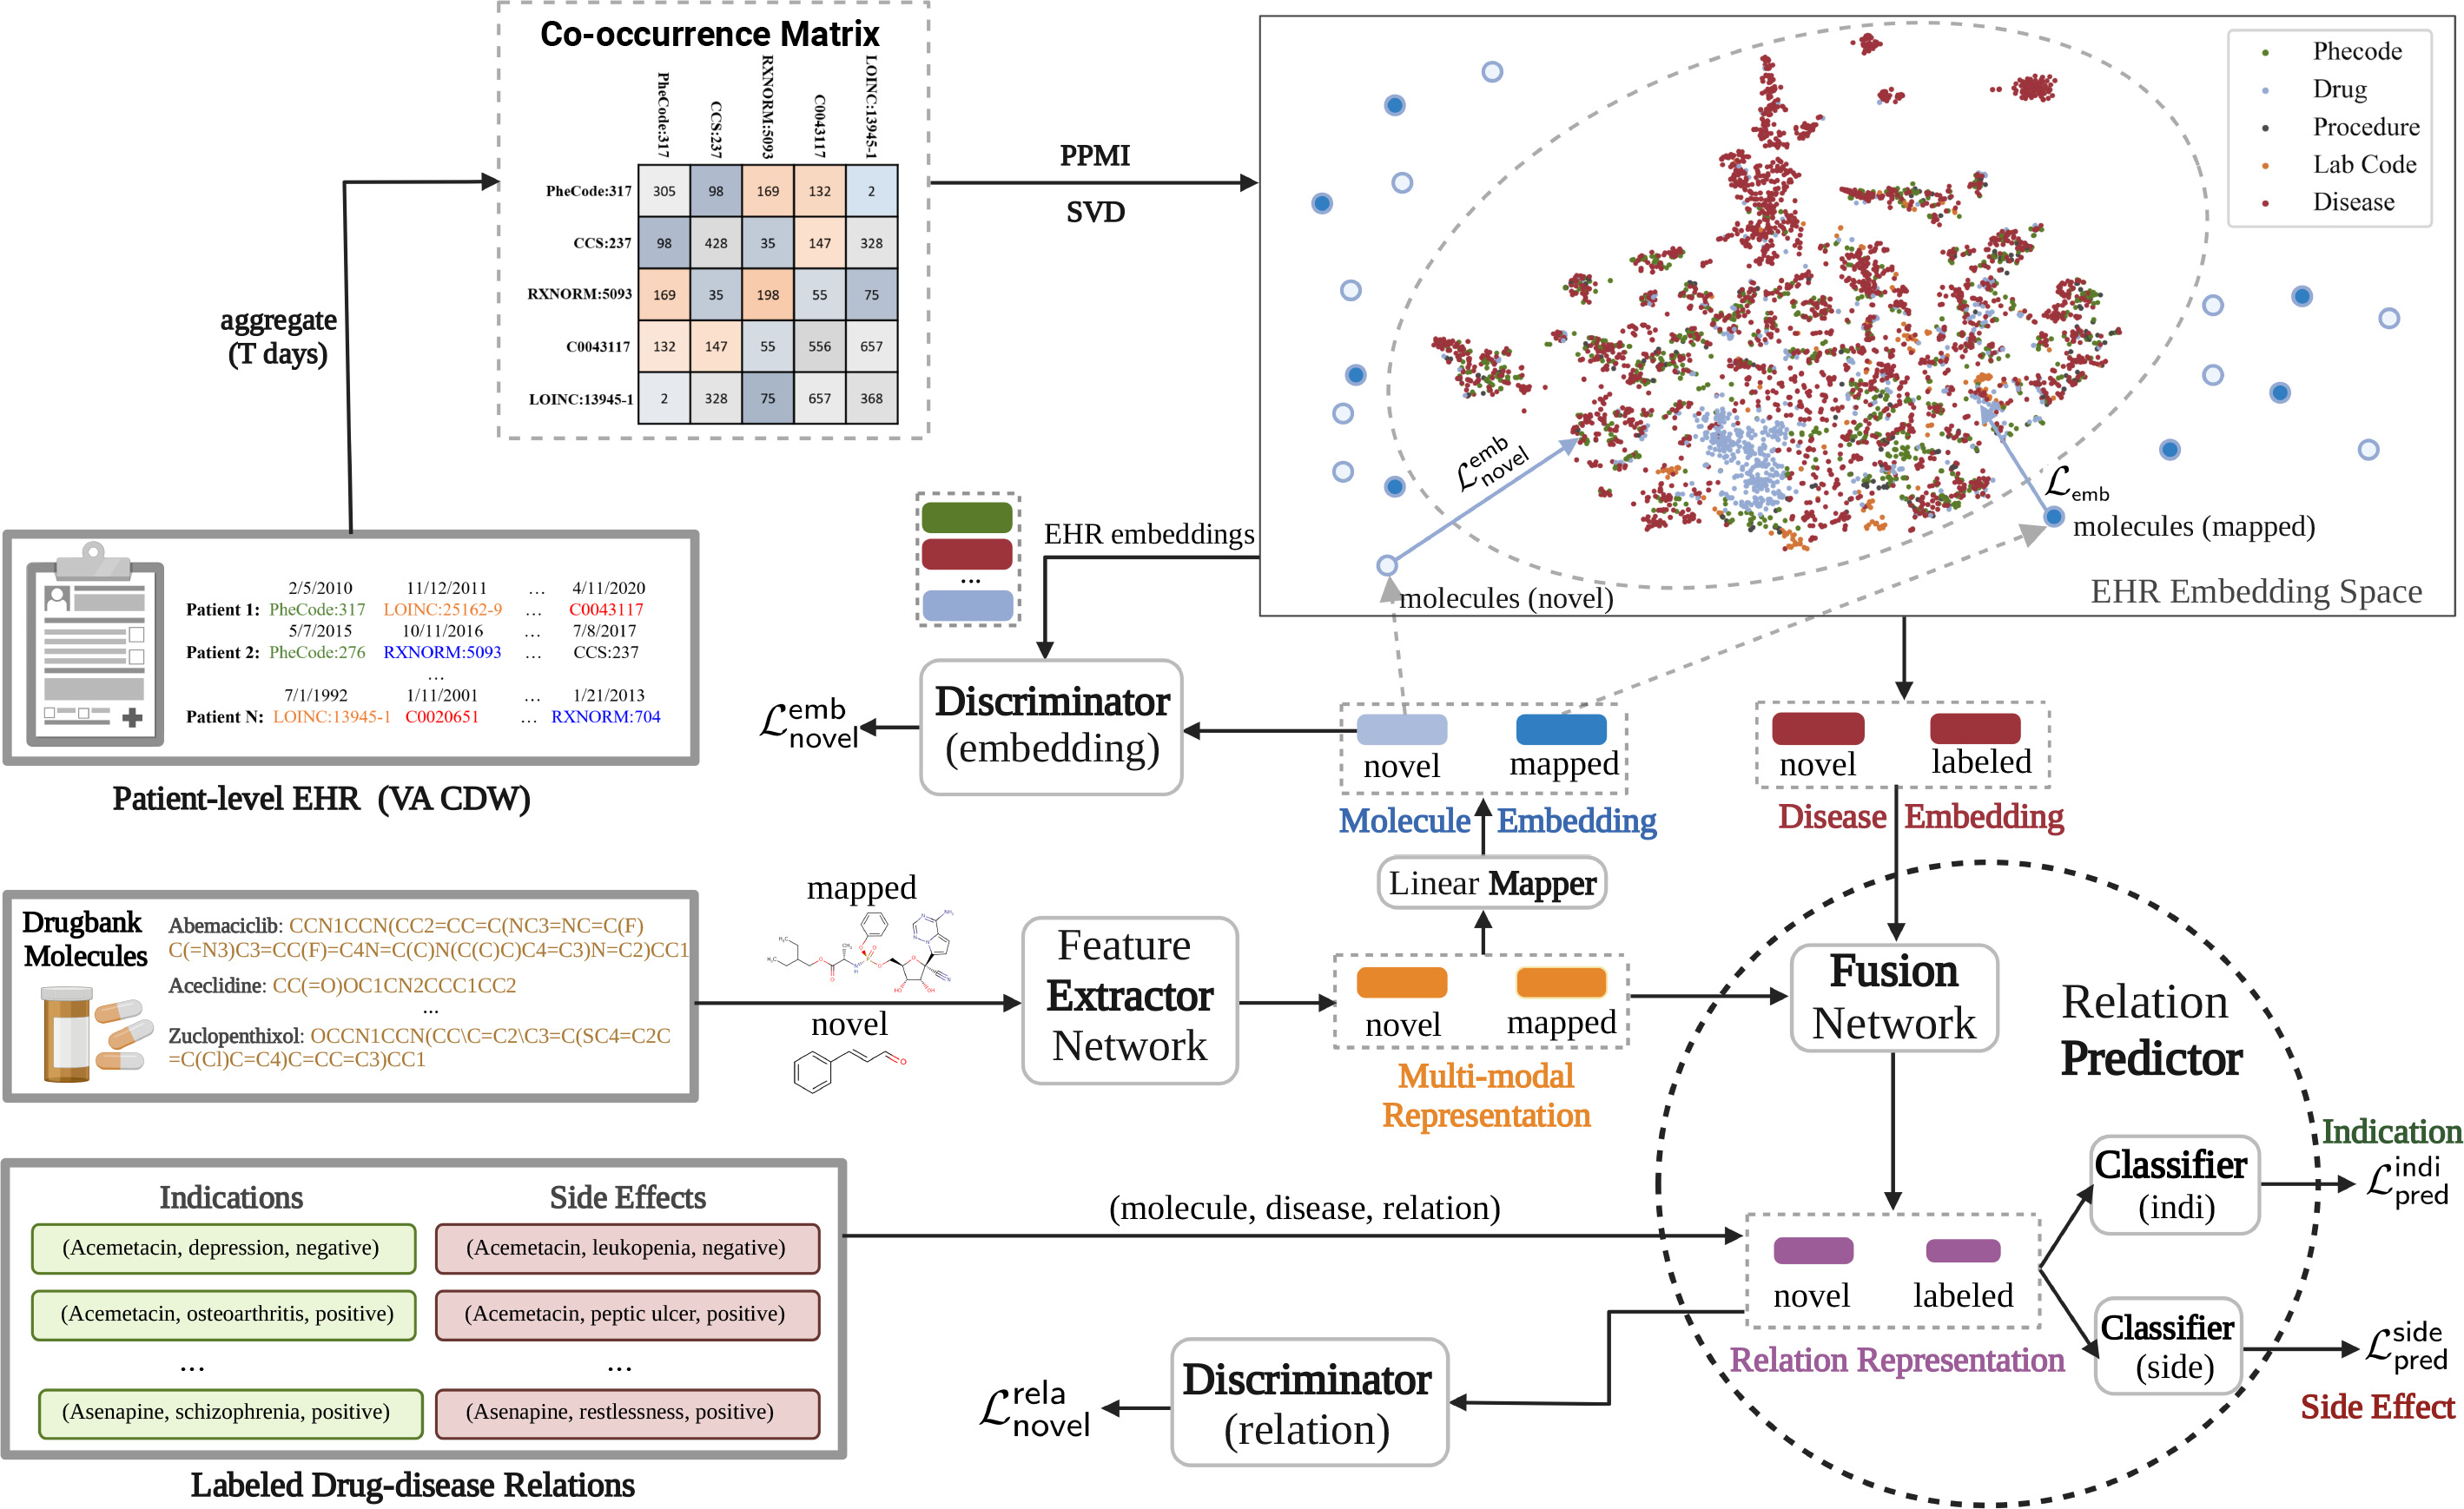 Co-occurrence Matrix
PheCode:317
CCS:237
RXNORM:5093
C0043117
LOINC:13945-1
PheCode:317 305 98 169 132 2
CCS:237 98 428 35 147 328
RXNORM:5093 169 35 198 55 75
C0043117 132 147 55 556 657
LOINC:13945-1 2 328 75 657 368
aggregate
(T days)
PPMI
SVD
Phecode
Drug
Procedure
Lab Code
Disease
ℒ emb novel
ℒ emb
molecules (mapped)
molecules (novel)
EHR Embedding Space
EHR embeddings
...
2/5/2010 11/12/2011 ... 4/11/2020
Patient 1: PheCode:317 LOINC:25162-9 ... C0043117
5/7/2015 10/11/2016 ... 7/8/2017
Patient 2: PheCode:276 RXNORM:5093 ... CCS:237
...
7/1/1992 1/11/2001 ... 1/21/2013
Patient N: LOINC:13945-1 C0020651 ... RXNORM:704
Patient-level EHR (VA CDW)
ℒ emb novel
Discriminator
(embedding)
novel mapped
Molecule Embedding
novel labeled
Disease Embedding
Linear Mapper
Drugbank
Molecules
Abemaciclib: CCN1CCN(CC2=CC=C(NC3=NC=C(F)
C(=N3)C3=CC(F)=C4N=C(C)N(C(C)C)C4=C3)N=C2)CC1
Aceclidine: CC(=O)OC1CN2CCC1CC2
...
Zuclopenthixol: OCCN1CCN(CC\C=C2\C3=C(SC4=C2C
=C(Cl)C=C4)C=CC=C3)CC1
mapped
novel
Feature
Extractor
Network
novel mapped
Multi-modal
Representation
Fusion
Network
Relation
Predictor
Indications Side Effects
(Acemetacin, depression, negative) (Acemetacin, leukopenia, negative)
(Acemetacin, osteoarthritis, positive) (Acemetacin, peptic ulcer, positive)
... ...
(Asenapine, schizophrenia, positive) (Asenapine, restlessness, positive)
Labeled Drug-disease Relations
(molecule, disease, relation)
novel labeled
Relation Representation
Classifier
(indi)
Indication
ℒ indi pred
Classifier
(side)
ℒ side pred
Side Effect
Discriminator
(relation)
ℒ rela novel